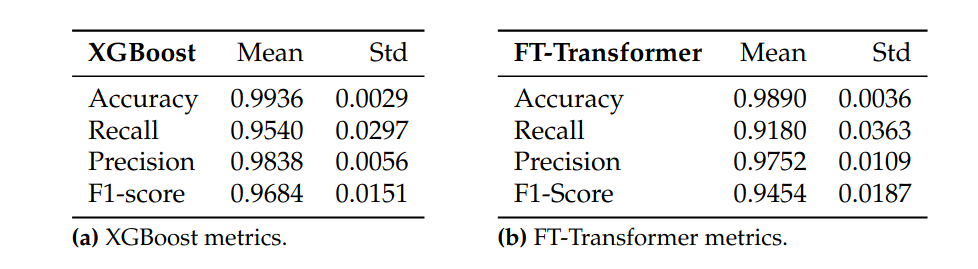 XGBoost Mean Std
Accuracy 0.9936 0.0029
Recall 0.9540 0.0297
Precision 0.9838 0.0056
F1-score 0.9684 0.0151
(a) XGBoost metrics.
FT-Transformer Mean Std
Accuracy 0.9890 0.0036
Recall 0.9180 0.0363
Precision 0.9752 0.0109
F1-Score 0.9454 0.0187
(b) FT-Transformer metrics.